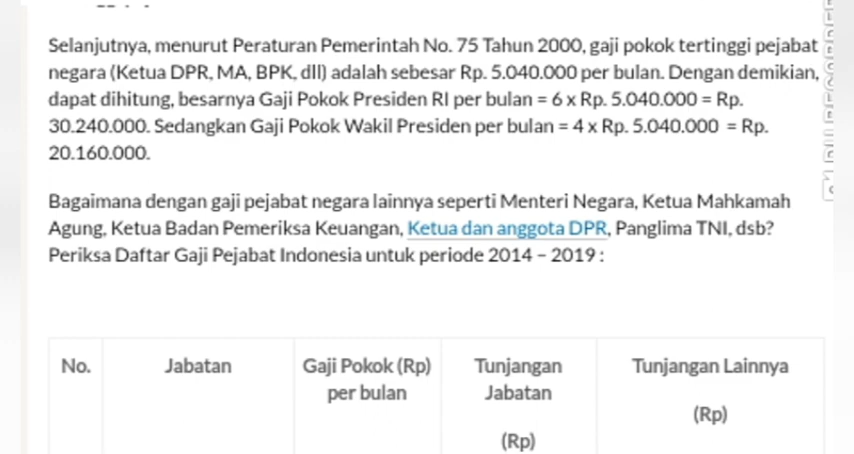 Selanjutnya, menurut Peraturan Pemerintah No. 75 Tahun 2000, gaji pokok tertinggi pejabat
negara (Ketua DPR, MA, BPK, dll) adalah sebesar Rp. 5.040.000 per bulan. Dengan demikian,
dapat dihitung, besarnya Gaji Pokok Presiden RI per bulan = 6 x Rp. 5.040.000 = Rp.
30.240.000. Sedangkan Gaji Pokok Wakil Presiden per bulan = 4 x Rp. 5.040.000 = Rp.
20.160.000.
Bagaimana dengan gaji pejabat negara lainnya seperti Menteri Negara, Ketua Mahkamah
Agung, Ketua Badan Pemeriksa Keuangan, Ketua dan anggota DPR, Panglima TNI, dsb?
Periksa Daftar Gaji Pejabat Indonesia untuk periode 2014 – 2019 :
No. Jabatan Gaji Pokok (Rp) Tunjangan Tunjangan Lainnya
per bulan Jabatan
(Rp)
(Rp)